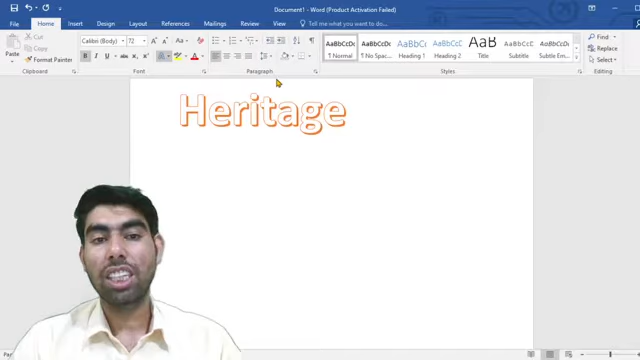 Document1 - Word (Product Activation Failed)
File Home Insert Design Layout References Mailings Review View Tell me what you want to do...
Cut
Copy
Paste
Format Painter
Clipboard
Calibri (Body) 72
Font
Paragraph
AaBbCcDc AaBbCcDc AaBbCc AaBbCcC AaB AaBbCcC AaBbCcDc
¶ Normal ¶ No Spac... Heading 1 Heading 2 Title Subtitle Subtle Em...
Styles
Find
Replace
Select
Editing
Heritage